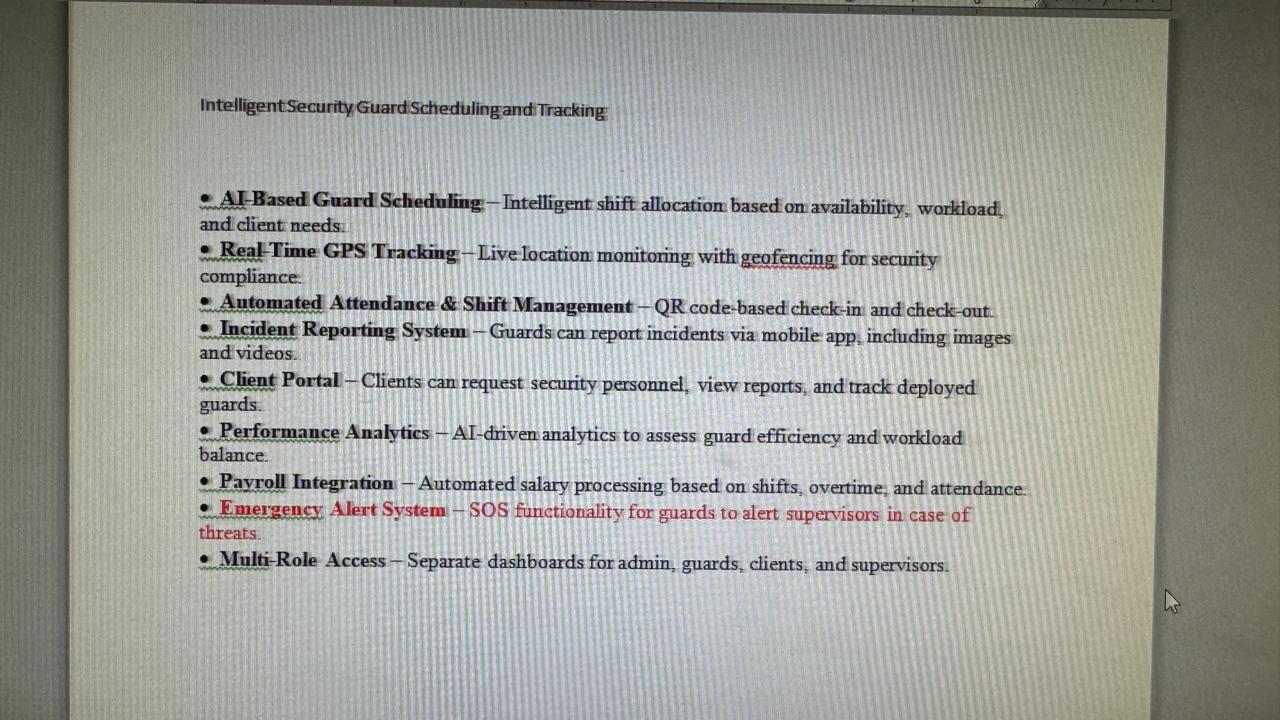 Intelligent Security Guard Scheduling and Tracking
• AI-Based Guard Scheduling – Intelligent shift allocation based on availability, workload,
and client needs.
• Real-Time GPS Tracking – Live location monitoring with geofencing for security
compliance.
• Automated Attendance & Shift Management – QR code-based check-in and check-out.
• Incident Reporting System – Guards can report incidents via mobile app, including images
and videos.
• Client Portal – Clients can request security personnel, view reports, and track deployed
guards.
• Performance Analytics – AI-driven analytics to assess guard efficiency and workload
balance.
• Payroll Integration – Automated salary processing based on shifts, overtime, and attendance.
• Emergency Alert System – SOS functionality for guards to alert supervisors in case of
threats.
• Multi-Role Access – Separate dashboards for admin, guards, clients, and supervisors.